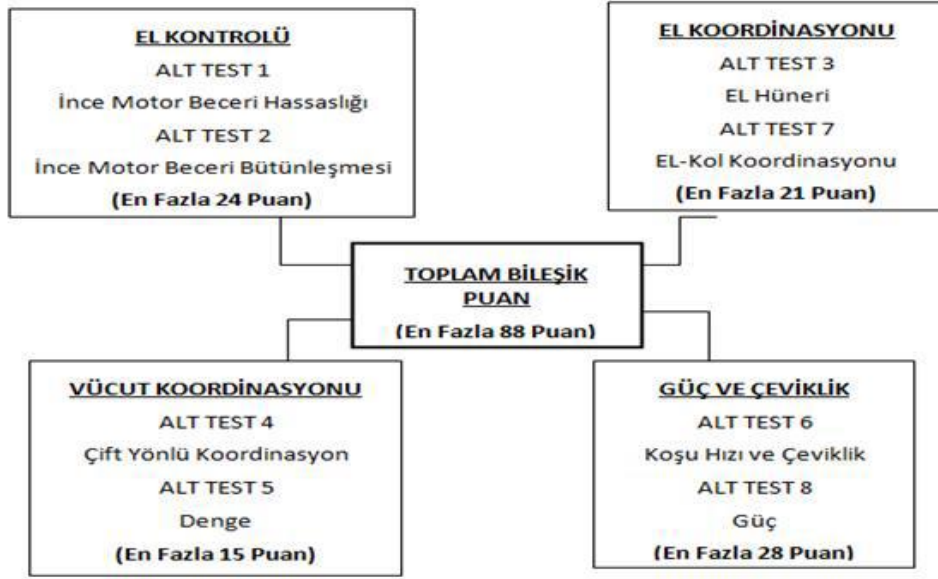 EL KONTROLÜ
ALT TEST 1
İnce Motor Beceri Hassaslığı
ALT TEST 2
İnce Motor Beceri Bütünleşmesi
(En Fazla 24 Puan)
EL KOORDİNASYONU
ALT TEST 3
EL Hüneri
ALT TEST 7
EL-Kol Koordinasyonu
(En Fazla 21 Puan)
TOPLAM BİLEŞİK
PUAN
(En Fazla 88 Puan)
VÜCUT KOORDİNASYONU
ALT TEST 4
Çift Yönlü Koordinasyon
ALT TEST 5
Denge
(En Fazla 15 Puan)
GÜÇ VE ÇEVİKLİK
ALT TEST 6
Koşu Hızı ve Çeviklik
ALT TEST 8
Güç
(En Fazla 28 Puan)